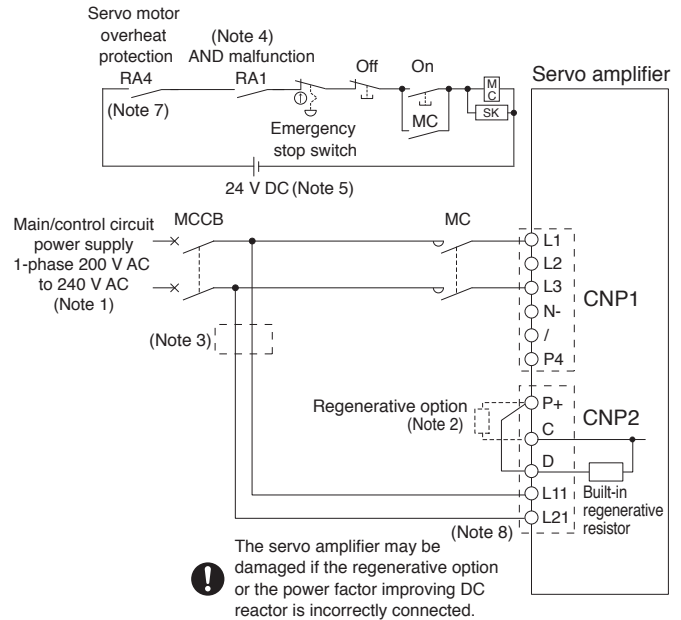 Servo motor
overheat
protection
RA4
(Note 7)
(Note 4)
AND malfunction
RA1
Off
On
MC
M
C
SK
Emergency
stop switch
24 V DC (Note 5)
Servo amplifier
Main/control circuit
power supply
1-phase 200 V AC
to 240 V AC
(Note 1)
MCCB
MC
(Note 3)
L1
L2
L3
N-
/
P4
CNP1
Regenerative option
(Note 2)
P+
C
D
L11
L21
CNP2
Built-in
regenerative
resistor
(Note 8)
The servo amplifier may be
damaged if the regenerative option
or the power factor improving DC
reactor is incorrectly connected.